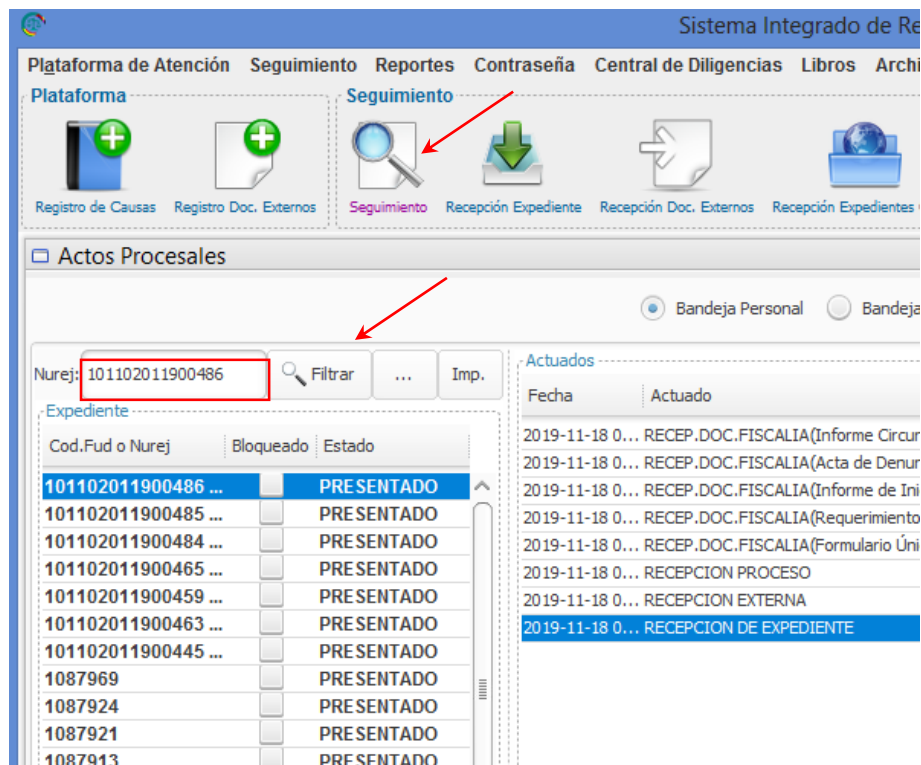 Sistema Integrado de Re
Plataforma de Atención Seguimiento Reportes Contraseña Central de Diligencias Libros Archi
Plataforma Seguimiento
Registro de Causas Registro Doc. Externos Seguimiento Recepción Expediente Recepción Doc. Externos Recepción Expedientes
Actos Procesales
Bandeja Personal Bandeja
Nurej: 101102011900486 Filtrar ... Imp.
Actuados
Expediente
Fecha Actuado
Cod.Fud o Nurej Bloqueado Estado
2019-11-18 0... RECEP.DOC.FISCALIA(Informe Circun
2019-11-18 0... RECEP.DOC.FISCALIA(Acta de Denun
2019-11-18 0... RECEP.DOC.FISCALIA(Informe de Ini
2019-11-18 0... RECEP.DOC.FISCALIA(Requerimiento
2019-11-18 0... RECEP.DOC.FISCALIA(Formulario Úni
2019-11-18 0... RECEPCION PROCESO
2019-11-18 0... RECEPCION EXTERNA
2019-11-18 0... RECEPCION DE EXPEDIENTE
101102011900486 ... PRESENTADO
101102011900485 ... PRESENTADO
101102011900484 ... PRESENTADO
101102011900465 ... PRESENTADO
101102011900459 ... PRESENTADO
101102011900463 ... PRESENTADO
101102011900445 ... PRESENTADO
1087969 PRESENTADO
1087924 PRESENTADO
1087921 PRESENTADO
1087913 PRESENTADO